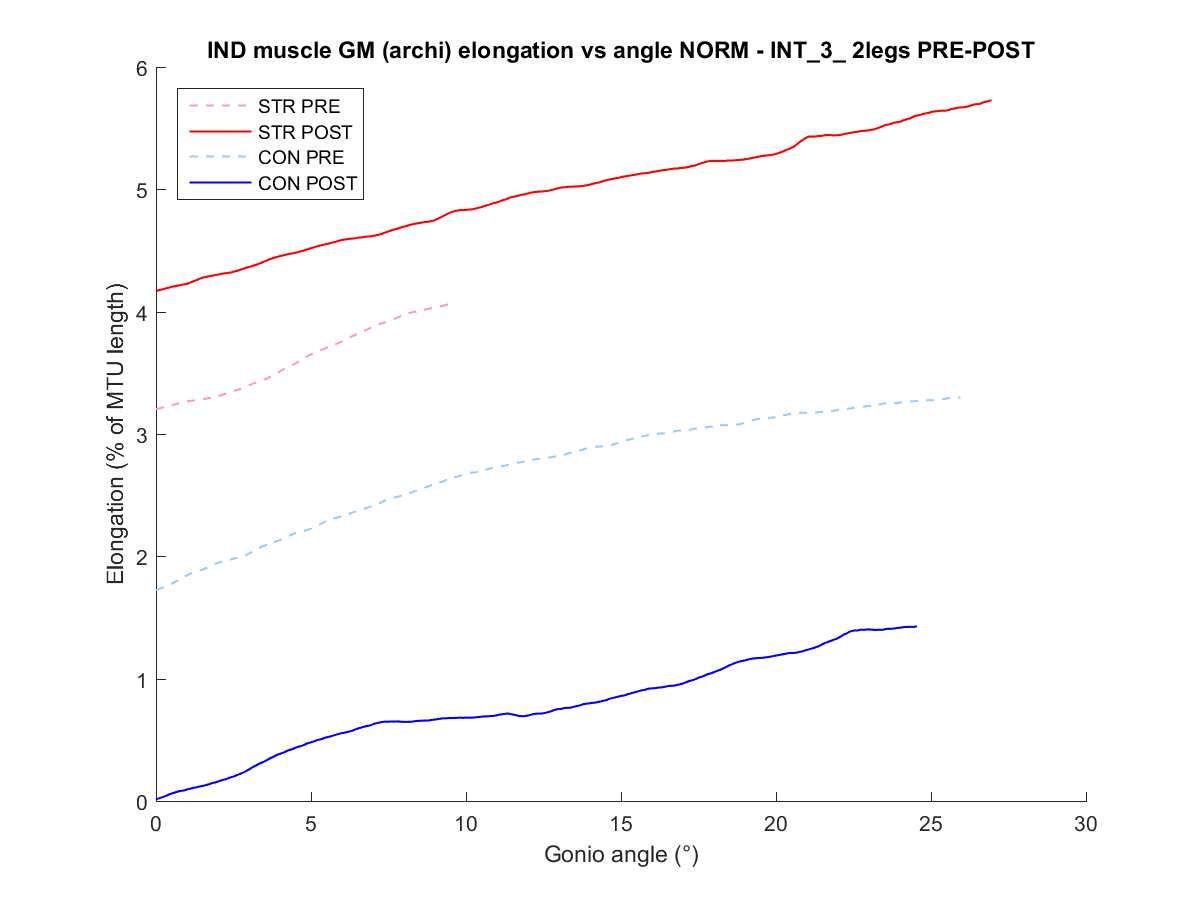 IND muscle GM (archi) elongation vs angle NORM - INT_3_ 2legs PRE-POST
STR PRE
STR POST
CON PRE
CON POST
Elongation (% of MTU length)
6
5
4
3
2
1
0
0 5 10 15 20 25 30
Gonio angle (°)